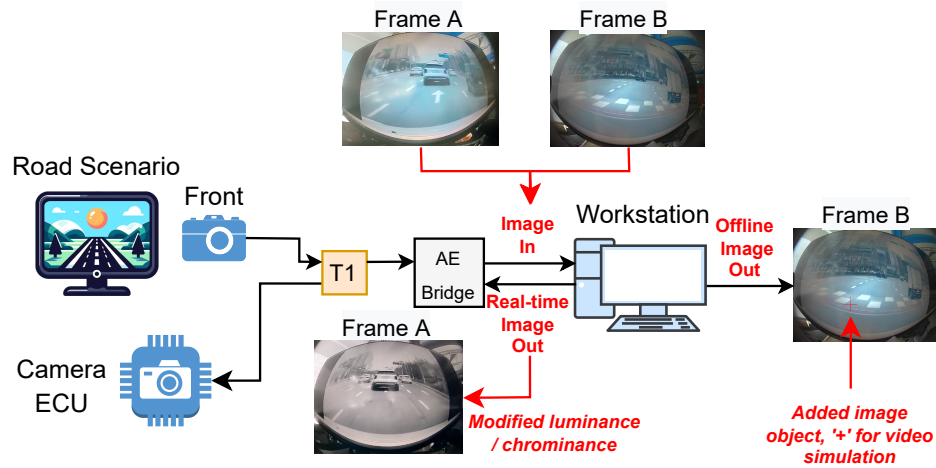 Frame A
Frame B
Road Scenario
Front
Image
In
Workstation
Offline
Image
Out
Frame B
T1
AE
Bridge
Real-time
Image
Out
Frame A
Camera
ECU
Modified luminance
/ chrominance
Added image
object, '+' for video
simulation